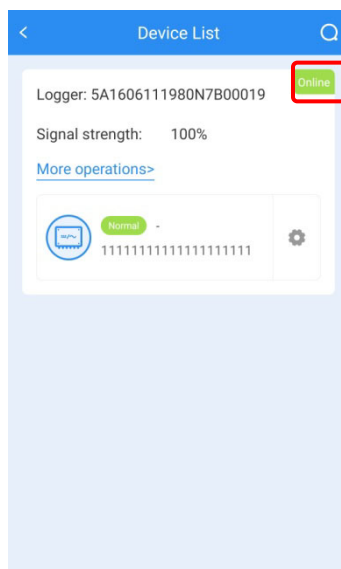 Device List
Online
Logger: 5A1606111980N7B00019
Signal strength: 100%
More operations>
Normal -
11111111111111111111